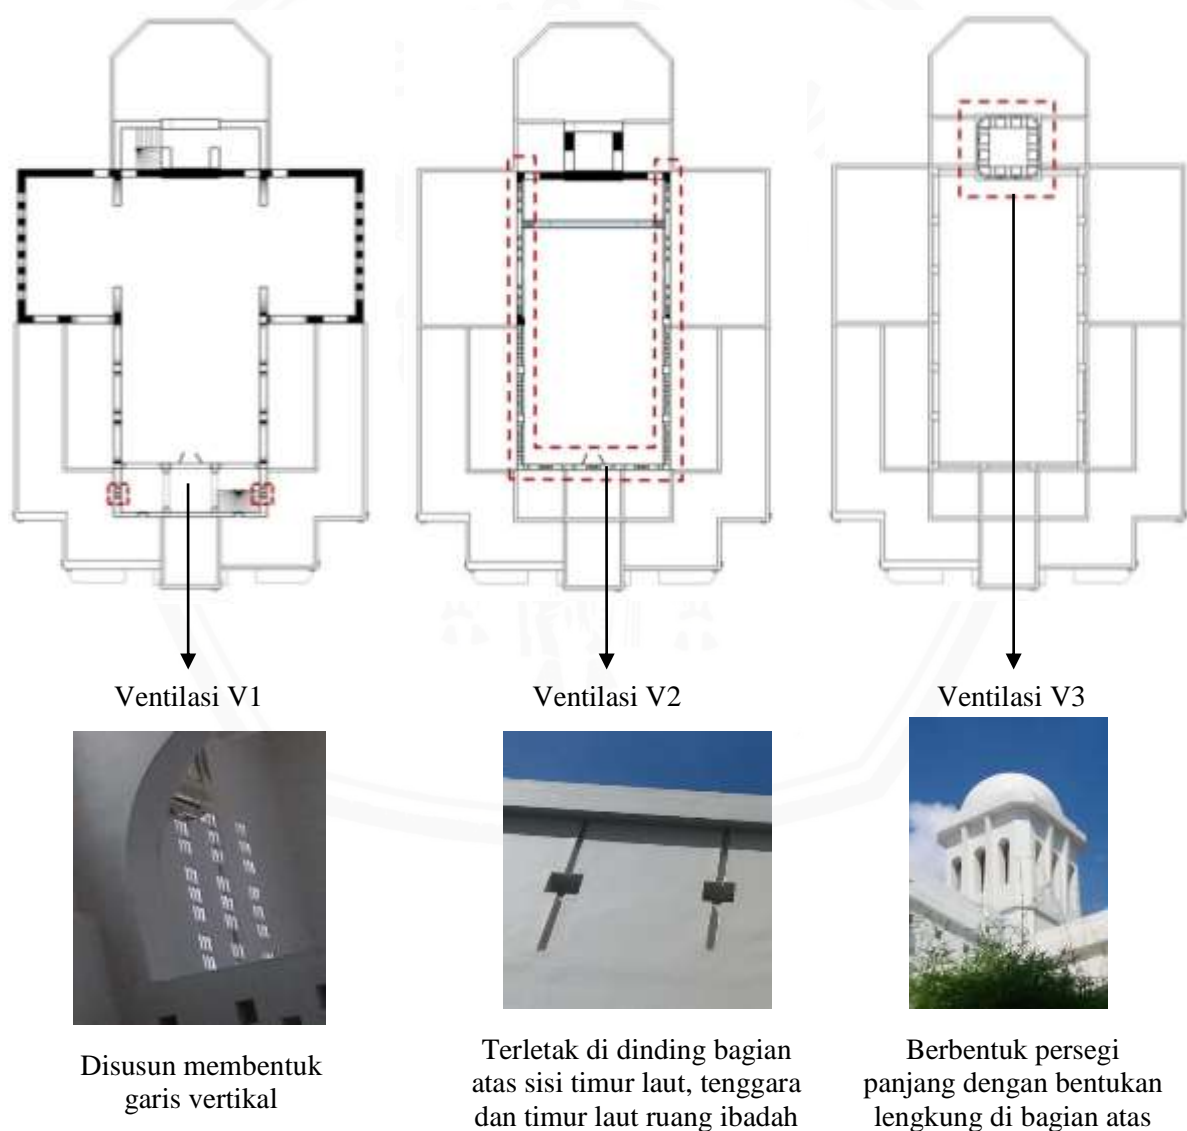 Ventilasi V1
Ventilasi V2
Ventilasi V3
Disusun membentuk
garis vertikal
Terletak di dinding bagian
atas sisi timur laut, tenggara
dan timur laut ruang ibadah
Berbentuk persegi
panjang dengan bentukan
lengkung di bagian atas